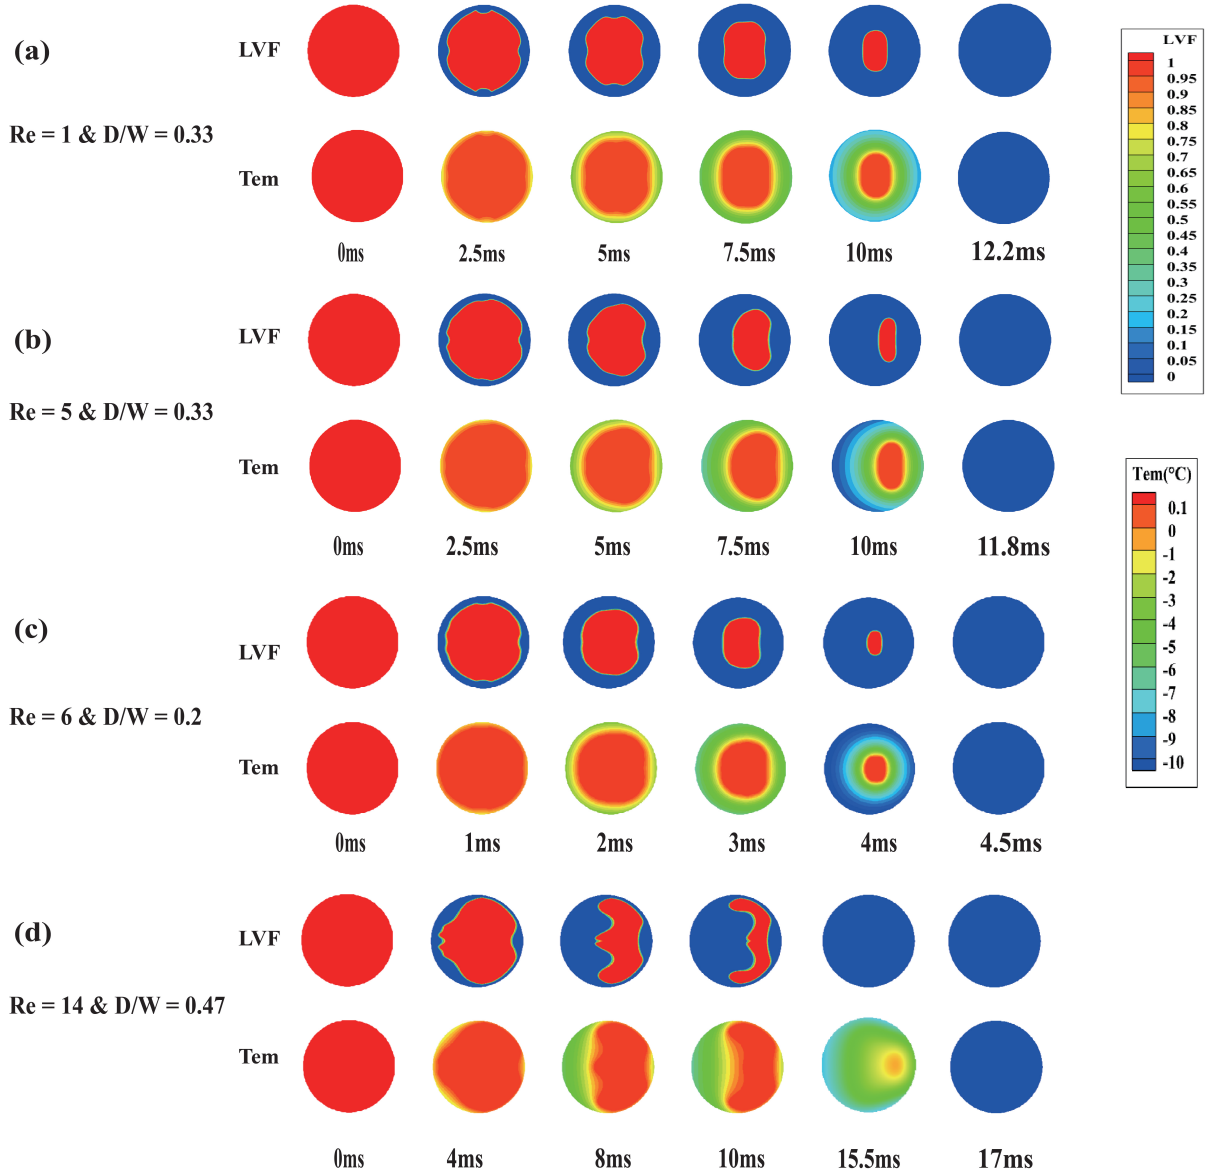 (a)
LVF
Re = 1 & D/W = 0.33
Tem
0ms 2.5ms 5ms 7.5ms 10ms 12.2ms
(b)
LVF
Re = 5 & D/W = 0.33
Tem
0ms 2.5ms 5ms 7.5ms 10ms 11.8ms
(c)
LVF
Re = 6 & D/W = 0.2
Tem
0ms 1ms 2ms 3ms 4ms 4.5ms
(d)
LVF
Re = 14 & D/W = 0.47
Tem
0ms 4ms 8ms 10ms 15.5ms 17ms
LVF
1
0.95
0.9
0.85
0.8
0.75
0.7
0.65
0.6
0.55
0.5
0.45
0.4
0.35
0.3
0.25
0.2
0.15
0.1
0.05
0
Tem(°C)
0.1
0
-1
-2
-3
-4
-5
-6
-7
-8
-9
-10